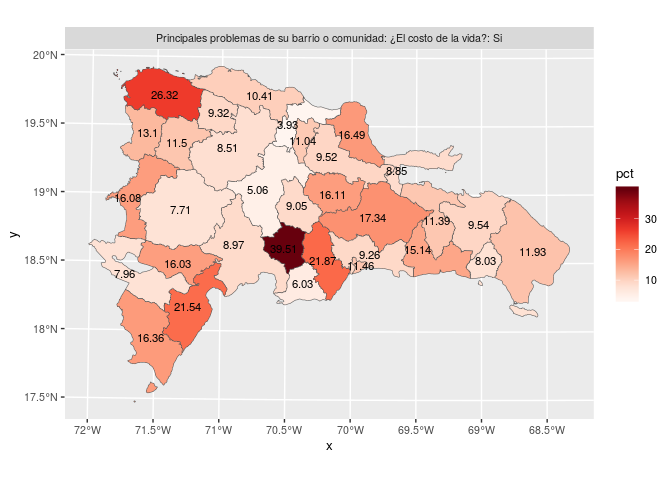 Principales problemas de su barrio o comunidad: ¿El costo de la vida?: Si
20°N
19.5°N
19°N
18.5°N
18°N
17.5°N
y
26.32
10.41
9.32
3.93
13.1
11.5
8.51
11.04
16.49
9.52
8.85
16.08
5.06
16.11
7.71
9.05
17.34
11.39
9.54
8.97
39.51
15.14
11.93
16.03
21.87
9.26
8.03
7.96
11.46
6.03
21.54
16.36
pct
30
20
10
72°W
71.5°W
71°W
70.5°W
70°W
69.5°W
69°W
68.5°W
x